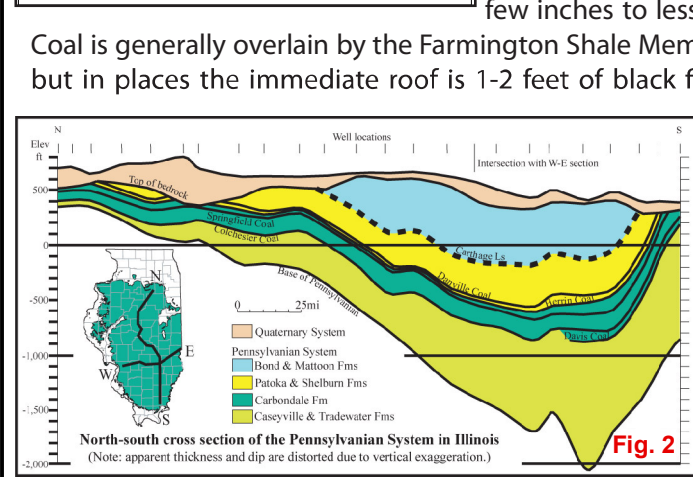 few inches to less
Coal is generally overlain by the Farmington Shale Mem
but in places the immediate roof is 1-2 feet of black f
N
Well locations
S
Elev
ft
Intersection with W-E section
500
Top of bedrock
Springfield Coal
Colchester Coal
0
Carthage Ls
Base of Pennsylvanian
Danville Coal
Herrin Coal
Davis Coal
-500
-1,000
-1,500
-2,000
N
W
E
S
0 25mi
Quaternary System
Pennsylvanian System
Bond & Mattoon Fms
Patoka & Shelburn Fms
Carbondale Fm
Caseyville & Tradewater Fms
North-south cross section of the Pennsylvanian System in Illinois
(Note: apparent thickness and dip are distorted due to vertical exaggeration.)
Fig. 2